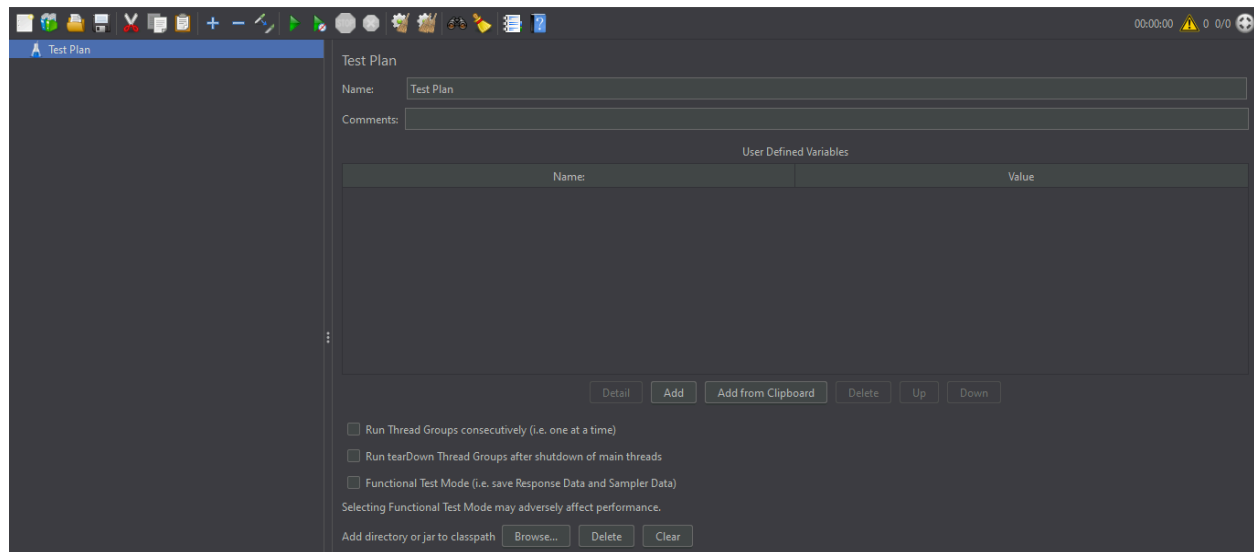 00:00:00 0 0/0
Test Plan
Test Plan
Name: Test Plan
Comments:
User Defined Variables
Name: Value
Detail Add Add from Clipboard Delete Up Down
Run Thread Groups consecutively (i.e. one at a time)
Run tearDown Thread Groups after shutdown of main threads
Functional Test Mode (i.e. save Response Data and Sampler Data)
Selecting Functional Test Mode may adversely affect performance.
Add directory or jar to classpath Browse... Delete Clear